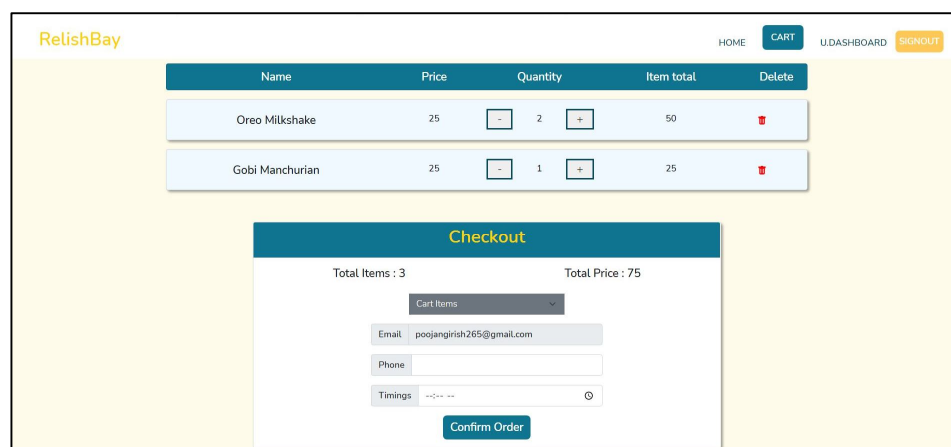 RelishBay HOME CART U.DASHBOARD SIGNOUT
Name Price Quantity Item total Delete
Oreo Milkshake 25 - 2 + 50
Gobi Manchurian 25 - 1 + 25
Checkout
Total Items : 3 Total Price : 75
Cart Items
Email poojangirish265@gmail.com
Phone
Timings --:-- --
Confirm Order